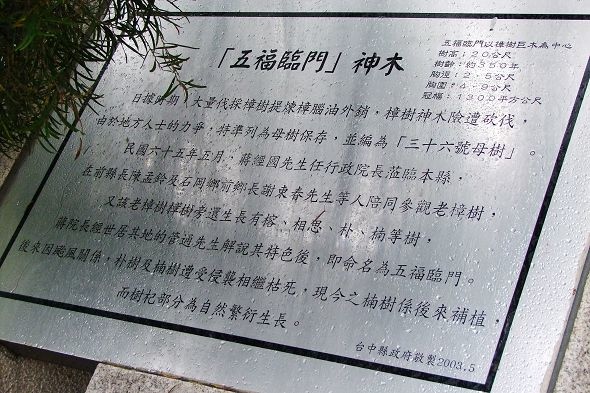 「五福臨門」神木
五福臨門以樟樹巨木為中心
樹高:20公尺
樹齡:約350年
胸徑:2.5公尺
胸圍:4.9公尺
冠幅:1300平方公尺
日據時期,大量伐採樟樹提煉樟腦油外銷,樟樹神木險遭砍伐,
由於地方人士的力爭,特準列為母樹保存,並編為「三十六號母樹」。
民國六十五年正月,蔣經國先生任行政院長蒞臨本縣,
在前縣長陳孟鈴及石岡鄉前鄉長謝東春先生等人陪同參觀老樟樹,
又該老樟樹樟樹旁還生長有榕、相思、朴、楠等樹,
蔣院長經世居其地的管通先生解說其特色後,即命名為五福臨門。
後來因颱風關係,朴樹及楠樹遭受侵襲相繼枯死,現今之楠樹係後來補植,
而樹杞部分為自然繁衍生長。
台中縣政府敬製2003.5